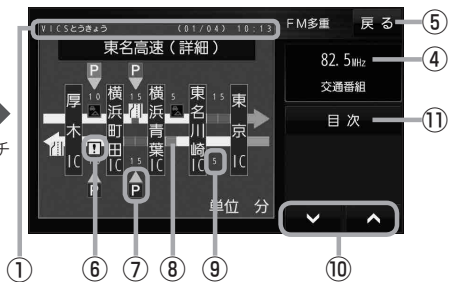 VICSとうきょう (01/04) 10:13
FM多重
戻る
⑤
東名高速(詳細)
82.5MHz
④
交通番組
P P
10 15 5 15
厚木IC
横浜町田IC
横浜青葉IC
東名川崎IC
東京IC
目次
⑪
チ
15 5
P P
単位 分
① ⑥ ⑦ ⑧ ⑨ ⑩